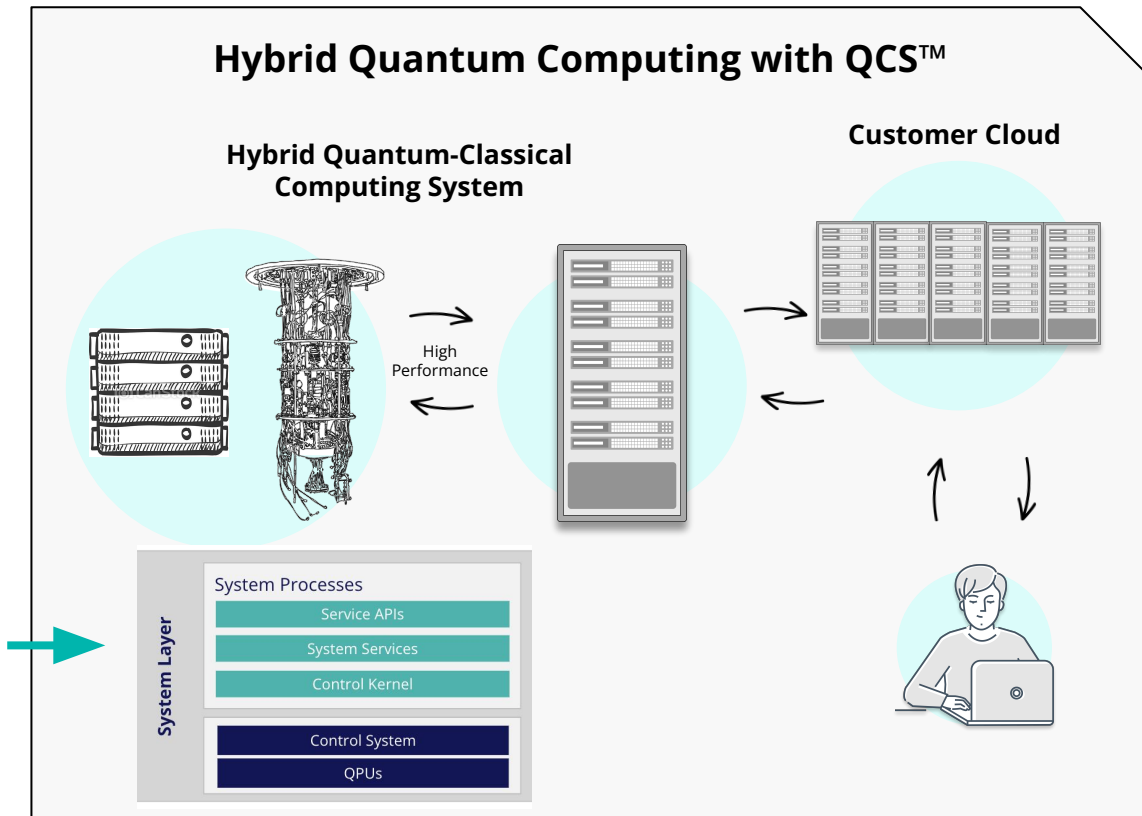 Hybrid Quantum Computing with QCS™
Hybrid Quantum-Classical
Computing System
Customer Cloud
High
Performance
System Layer
System Processes
Service APIs
System Services
Control Kernel
Control System
QPUs